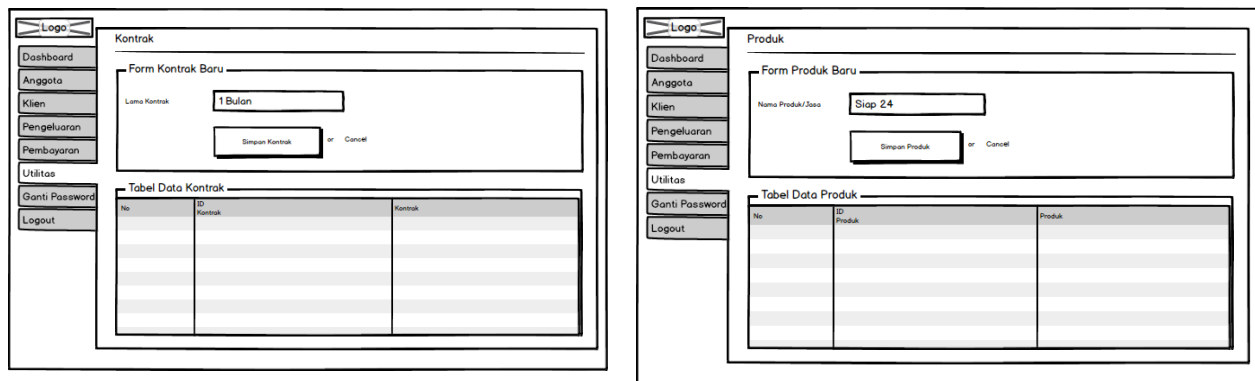 Logo
Kontrak
Dashboard
Anggota
Klien
Pengeluaran
Pembayaran
Utilitas
Ganti Password
Logout
Form Kontrak Baru
Lama Kontrak
1 Bulan
Simpan Kontrak or Cancel
Tabel Data Kontrak
No
ID
Kontrak
Kontrak
Logo
Produk
Dashboard
Anggota
Klien
Pengeluaran
Pembayaran
Utilitas
Ganti Password
Logout
Form Produk Baru
Nama Produk/Jasa
Siap 24
Simpan Produk or Cancel
Tabel Data Produk
No
ID
Produk
Produk